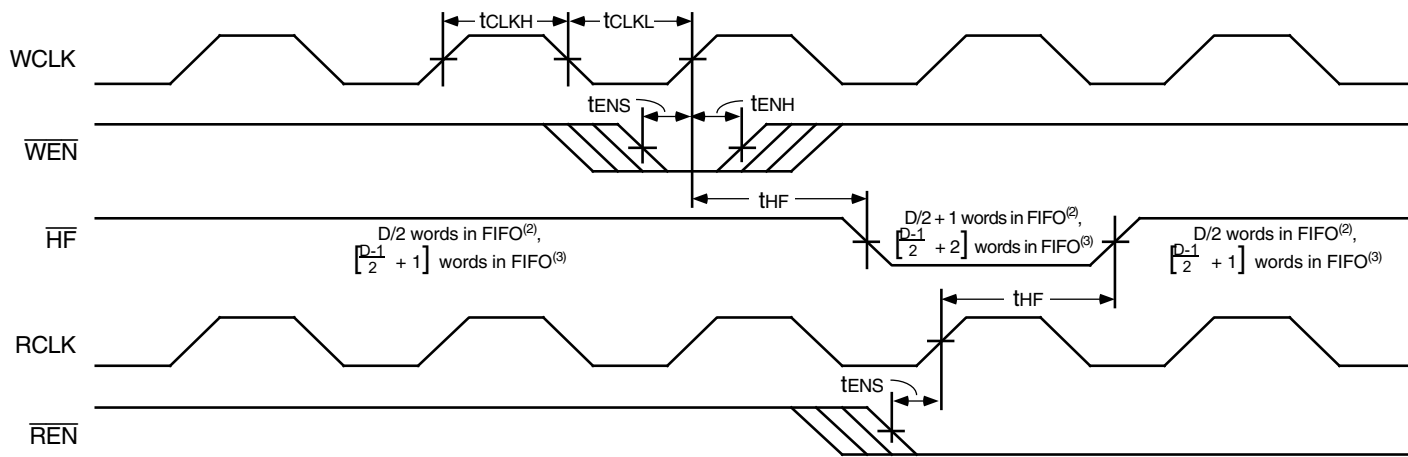 tCLKH tCLKL
WCLK
tENS tENH
WEN
tHF
HF
D/2 words in FIFO(2),
[D-1/2 + 1] words in FIFO(3)
D/2 + 1 words in FIFO(2),
[D-1/2 + 2] words in FIFO(3)
D/2 words in FIFO(2),
[D-1/2 + 1] words in FIFO(3)
tHF
RCLK
tENS
REN